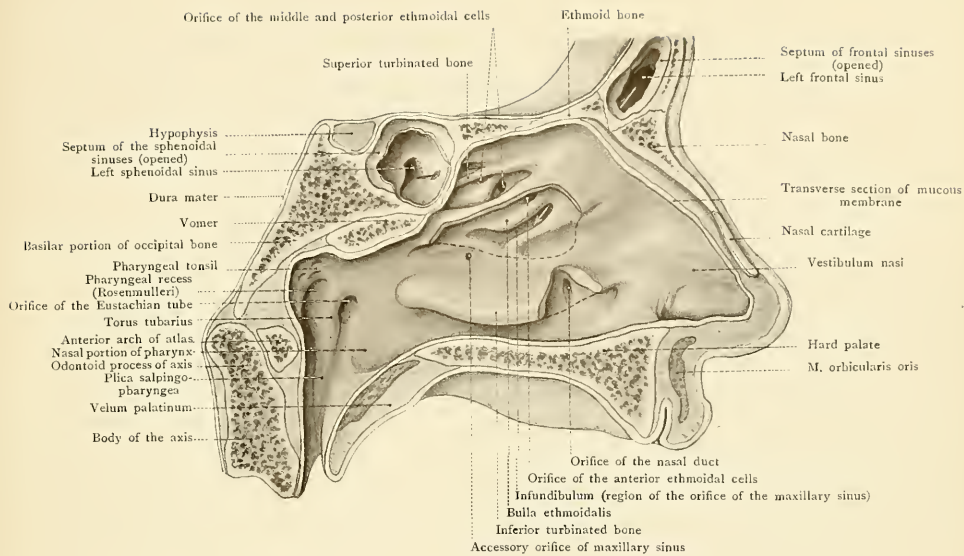 Orifice of the middle and posterior ethmoidal cells
Ethmoid bone
Superior turbinated bone
Septum of frontal sinuses
(opened)
Left frontal sinus
Nasal bone
Transverse section of mucous
membrane
Nasal cartilage
Vestibulum nasi
Hard palate
M. orbicularis oris
Hypophysis
Septum of the sphenoidal
sinuses (opened)
Left sphenoidal sinus
Dura mater
Vomer
Basilar portion of occipital bone
Pharyngeal tonsil
Pharyngeal recess
(Rosenmulleri)
Orifice of the Eustachian tube
Torus tubarius
Anterior arch of atlas.
Nasal portion of pharynx
Odontoid process of axis
Plica salpingo-
pharyngea
Velum palatinum
Body of the axis
Orifice of the nasal duct
Orifice of the anterior ethmoidal cells
Infundibulum (region of the orifice of the maxillary sinus)
Bulla ethmoidalis
Inferior turbinated bone
Accessory orifice of maxillary sinus